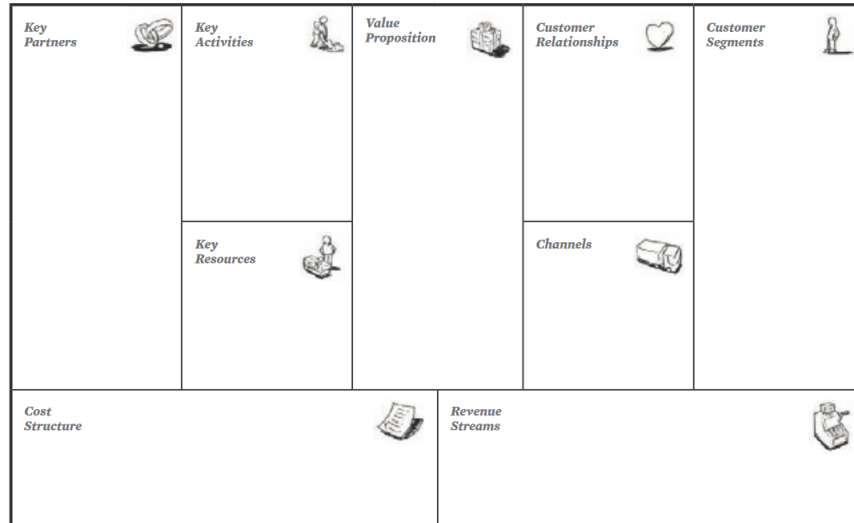 Key
Partners
Key
Activities
Value
Proposition
Customer
Relationships
Customer
Segments
Key
Resources
Channels
Cost
Structure
Revenue
Streams